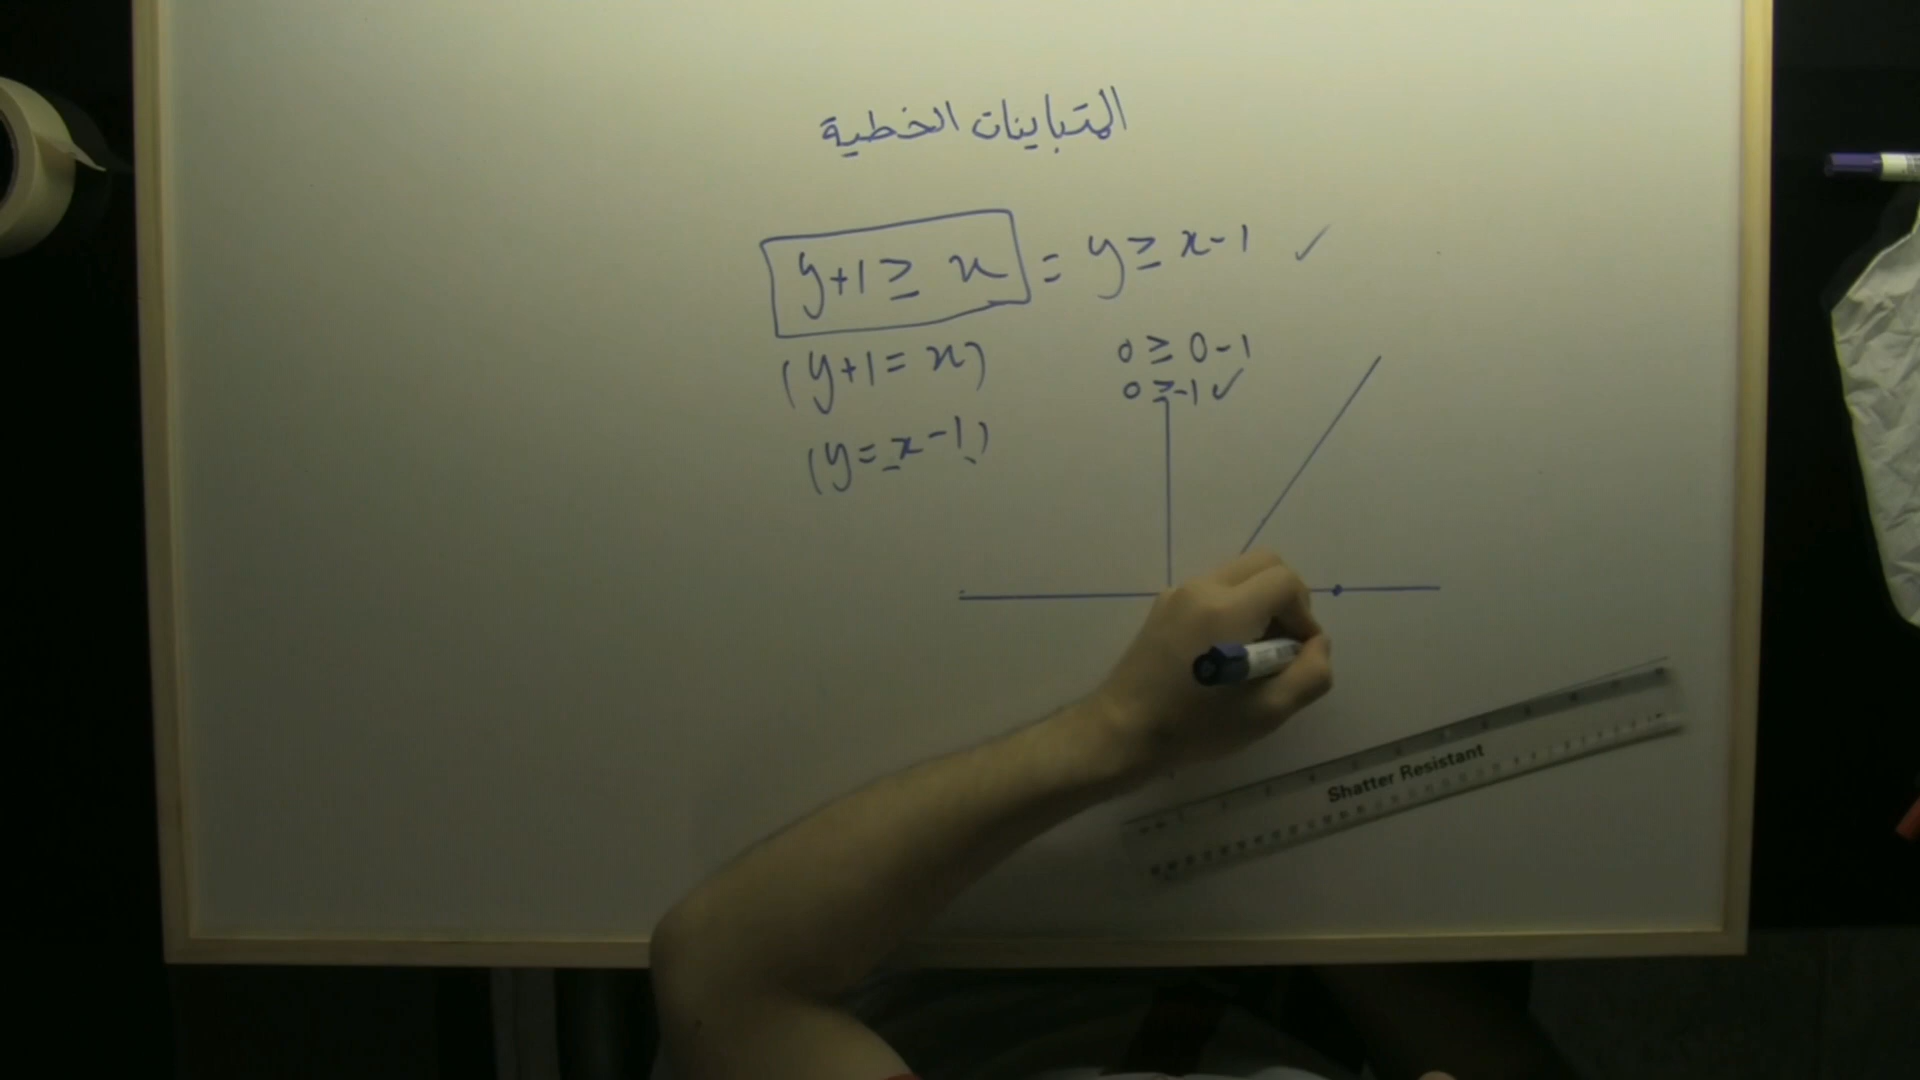 المتباينات الخطية
y+1 ≥ x = y ≥ x-1 ✓
(y+1 = x)
0 ≥ 0-1
0 ≥ -1 ✓
(y = x-1)
Shatter Resistant